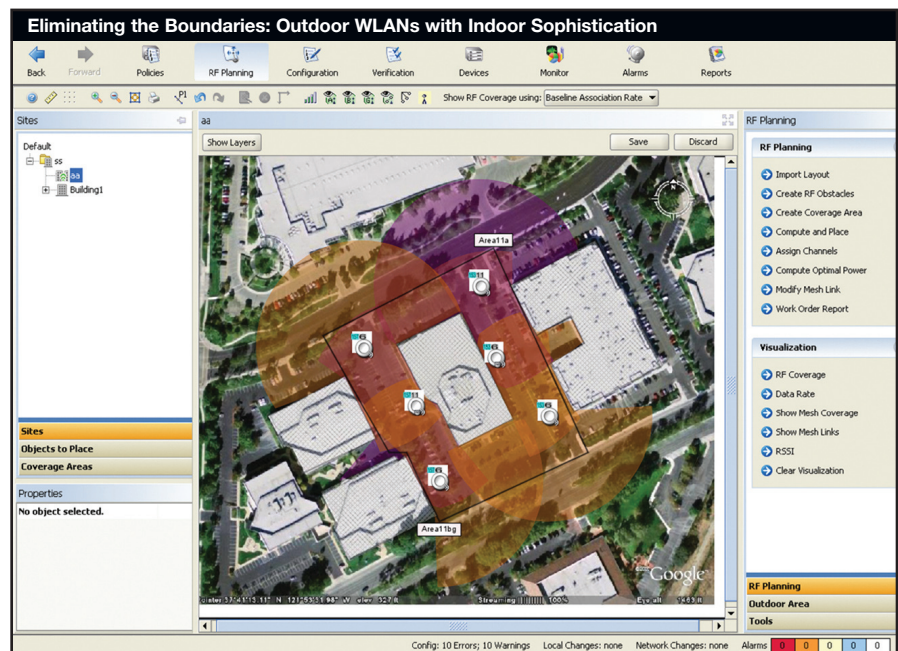 Eliminating the Boundaries: Outdoor WLANs with Indoor Sophistication
Back Forward Policies RF Planning Configuration Verification Devices Monitor Alarms Reports
Show RF Coverage using: Baseline Association Rate
Sites
Default
ss
aa
Building1
Sites
Objects to Place
Coverage Areas
Properties
No object selected.
aa
Show Layers Save Discard
Area11a
Area11bg
Google
Streaming 100% Eye alt
RF Planning
RF Planning
Import Layout
Create RF Obstacles
Create Coverage Area
Compute and Place
Assign Channels
Compute Optimal Power
Modify Mesh Link
Work Order Report
Visualization
RF Coverage
Data Rate
Show Mesh Coverage
Show Mesh Links
RSSI
Clear Visualization
RF Planning
Outdoor Area
Tools
Config: 10 Errors; 10 Warnings Local Changes: none Network Changes: none Alarms 0 0 0 0 0